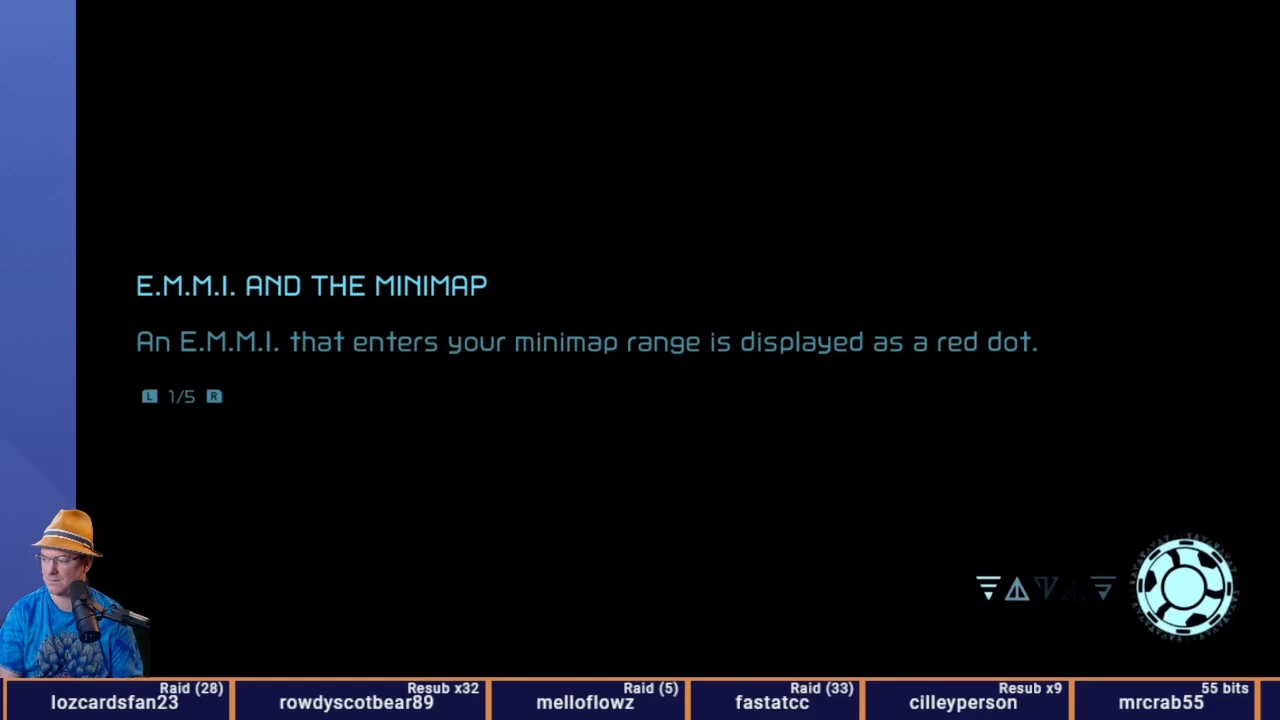 E.M.M.I. AND THE MINIMAP
An E.M.M.I. that enters your minimap range is displayed as a red dot.
L 1/5 R
Raid (28)
lozcardsfan23
Resub x32
rowdyscotbear89
Raid (5)
melloflowz
Raid (33)
fastatcc
Resub x9
cilleyperson
55 bits
mrcrab55